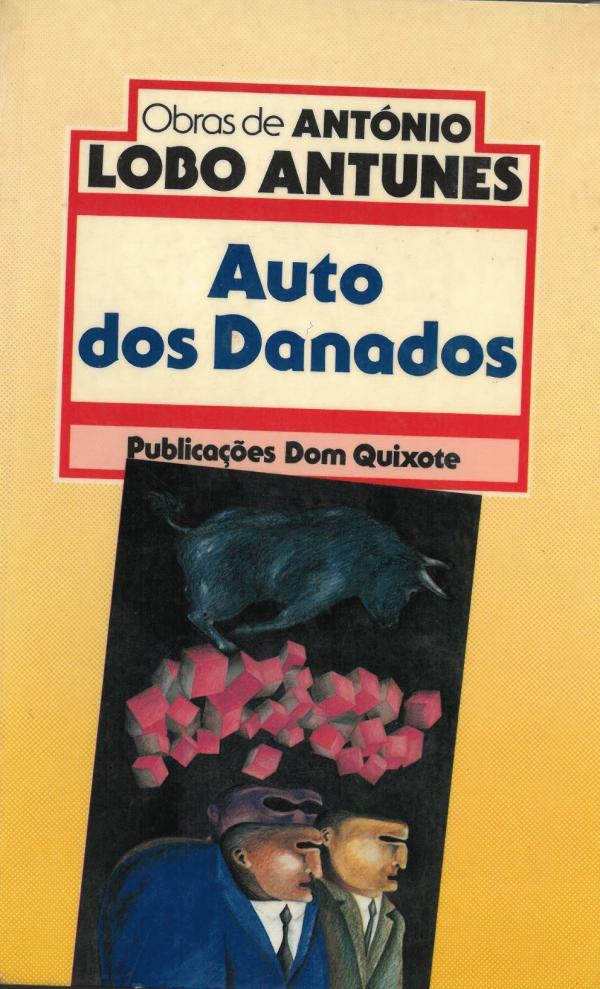 Obras de ANTÓNIO
LOBO ANTUNES
Auto
dos Danados
Publicações Dom Quixote